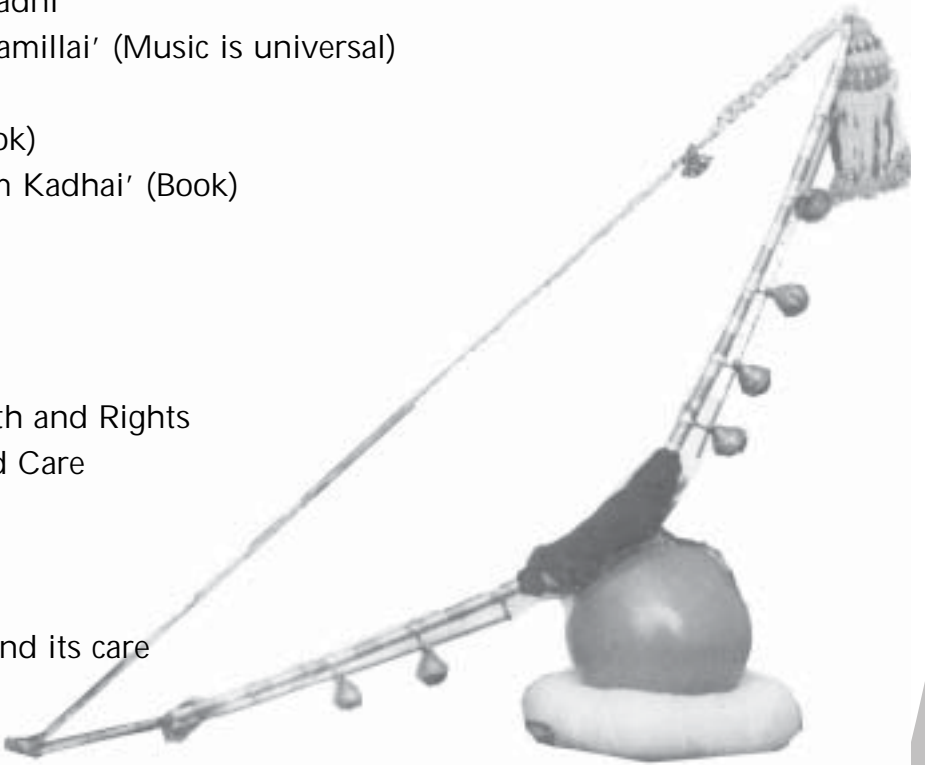 adhi
amillai’ (Music is universal)
ok)
n Kadhai’ (Book)
th and Rights
d Care
nd its care